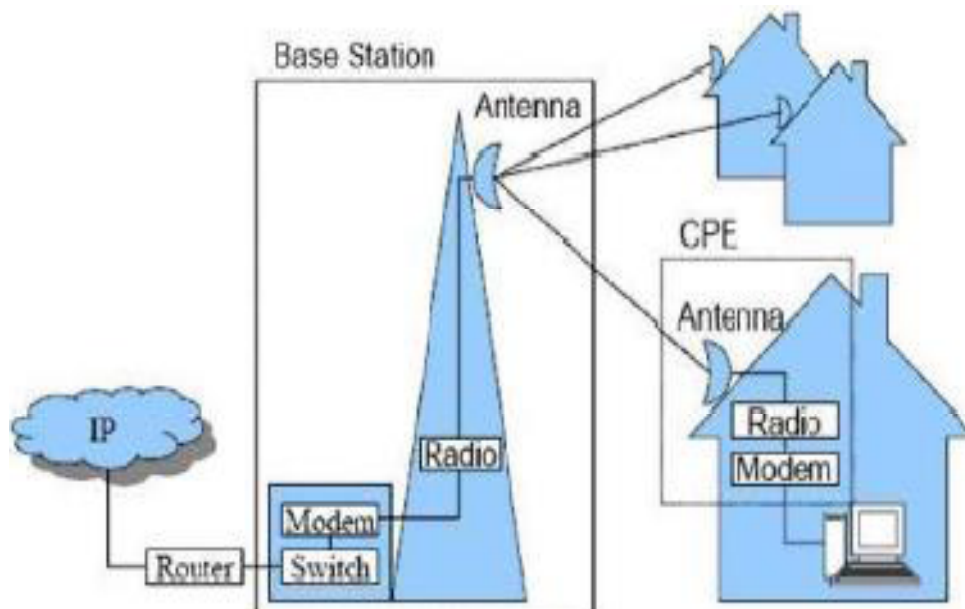 Base Station
Antenna
CPE
Antenna
IP
Radio
Radio
Modem
Modem
Router
Switch